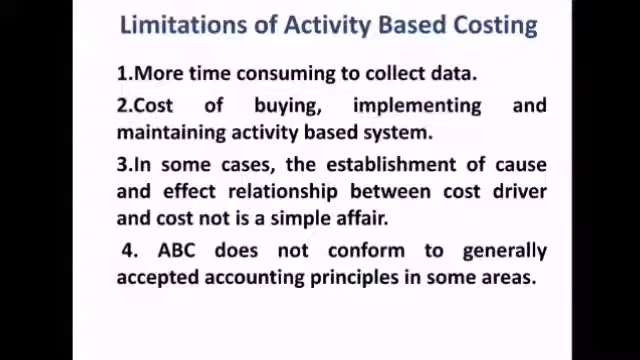 Limitations of Activity Based Costing
1.More time consuming to collect data.
2.Cost of buying, implementing and
maintaining activity based system.
3.In some cases, the establishment of cause
and effect relationship between cost driver
and cost not is a simple affair.
4. ABC does not conform to generally
accepted accounting principles in some areas.